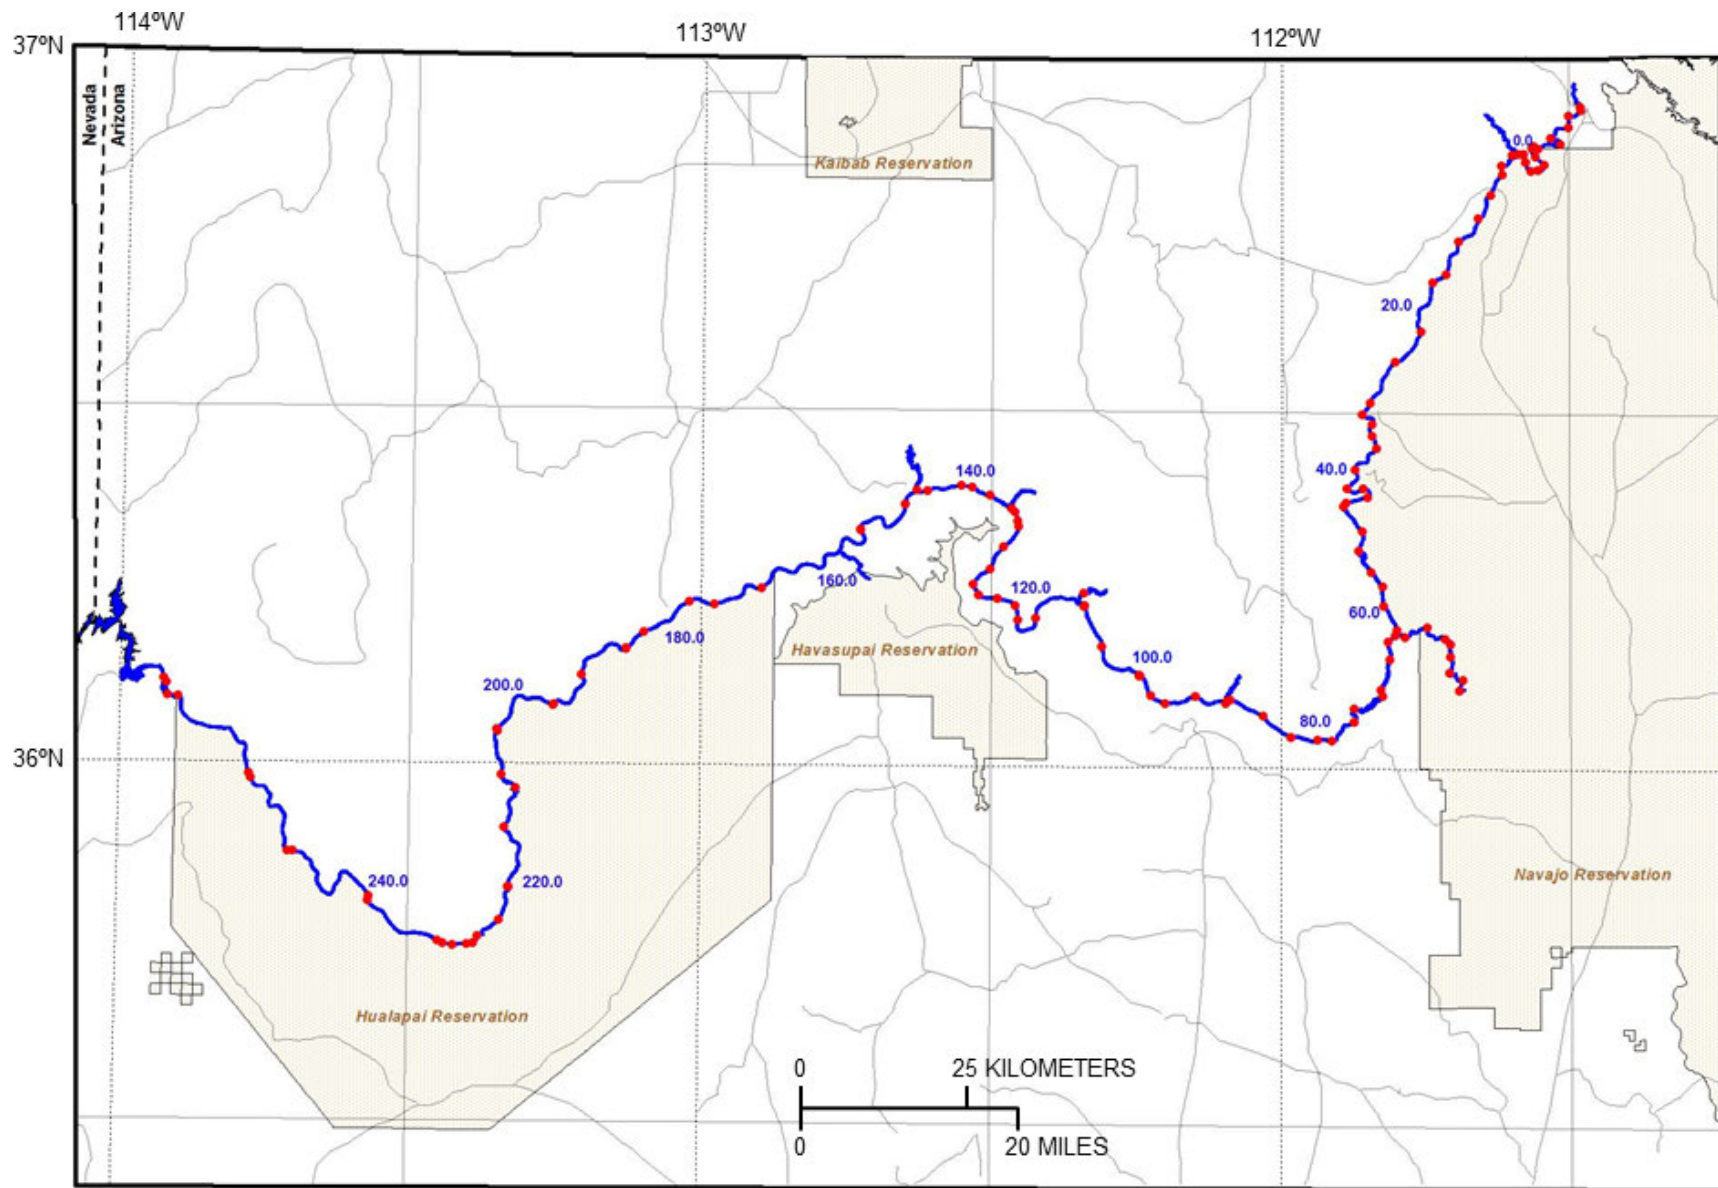 114ºW
113ºW
112ºW
37ºN
Nevada
Arizona
Kaibab Reservation
0.0
20.0
40.0
140.0
160.0
120.0
60.0
180.0
Havasupai Reservation
100.0
200.0
80.0
36ºN
240.0
220.0
Navajo Reservation
Hualapai Reservation
0 25 KILOMETERS
0 20 MILES